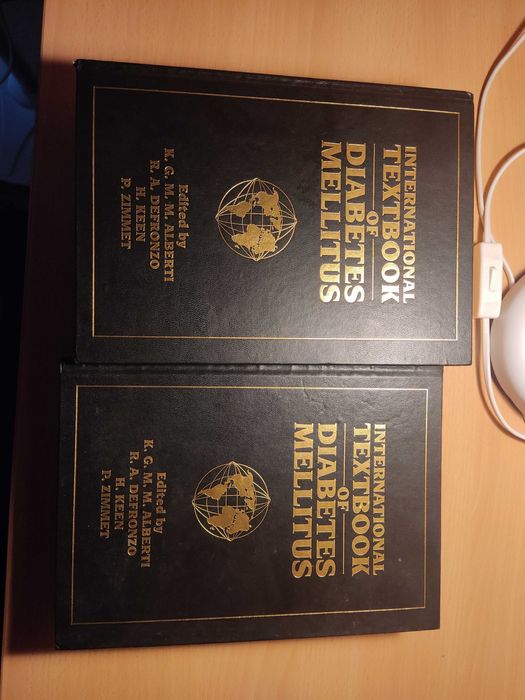 INTERNATIONAL
TEXTBOOK
OF
DIABETES
MELLITUS
Edited by
K. G. M. M. ALBERTI
R. A. DEFRONZO
H. KEEN
P. ZIMMET
INTERNATIONAL
TEXTBOOK
OF
DIABETES
MELLITUS
Edited by
K. G. M. M. ALBERTI
R. A. DEFRONZO
H. KEEN
P. ZIMMET